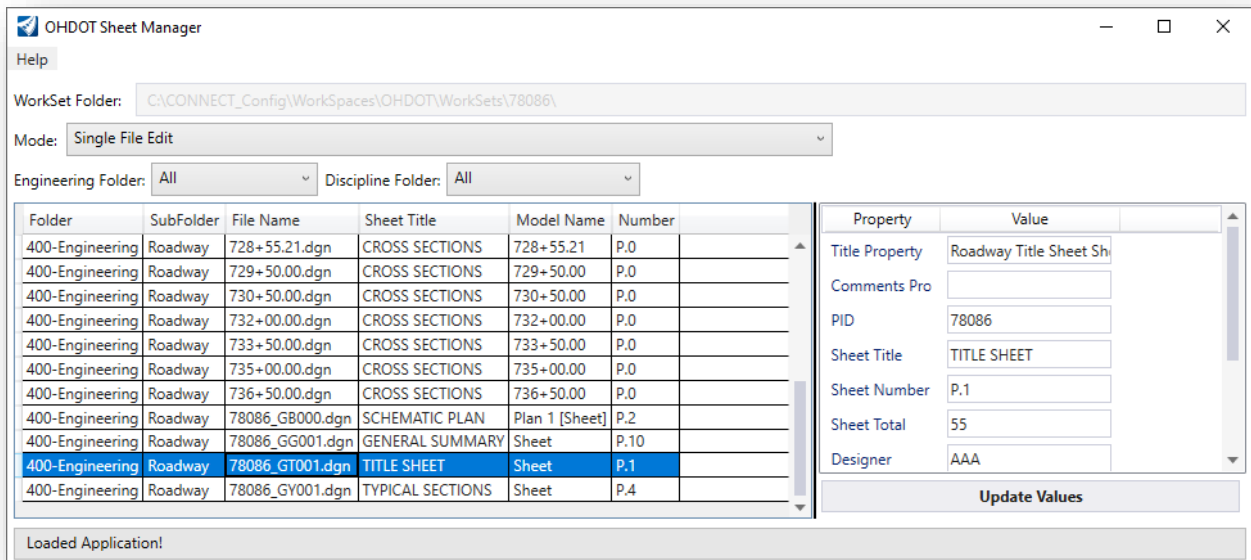 OHDOT Sheet Manager
Help
WorkSet Folder: C:\CONNECT_Config\WorkSpaces\OHDOT\WorkSets\78086\
Mode: Single File Edit
Engineering Folder: All Discipline Folder: All
Folder SubFolder File Name Sheet Title Model Name Number
400-Engineering Roadway 728+55.21.dgn CROSS SECTIONS 728+55.21 P.0
400-Engineering Roadway 729+50.00.dgn CROSS SECTIONS 729+50.00 P.0
400-Engineering Roadway 730+50.00.dgn CROSS SECTIONS 730+50.00 P.0
400-Engineering Roadway 732+00.00.dgn CROSS SECTIONS 732+00.00 P.0
400-Engineering Roadway 733+50.00.dgn CROSS SECTIONS 733+50.00 P.0
400-Engineering Roadway 735+00.00.dgn CROSS SECTIONS 735+00.00 P.0
400-Engineering Roadway 736+50.00.dgn CROSS SECTIONS 736+50.00 P.0
400-Engineering Roadway 78086_GB000.dgn SCHEMATIC PLAN Plan 1 [Sheet] P.2
400-Engineering Roadway 78086_GG001.dgn GENERAL SUMMARY Sheet P.10
400-Engineering Roadway 78086_GT001.dgn TITLE SHEET Sheet P.1
400-Engineering Roadway 78086_GY001.dgn TYPICAL SECTIONS Sheet P.4
Property Value
Title Property Roadway Title Sheet Sh
Comments Pro
PID 78086
Sheet Title TITLE SHEET
Sheet Number P.1
Sheet Total 55
Designer AAA
Update Values
Loaded Application!